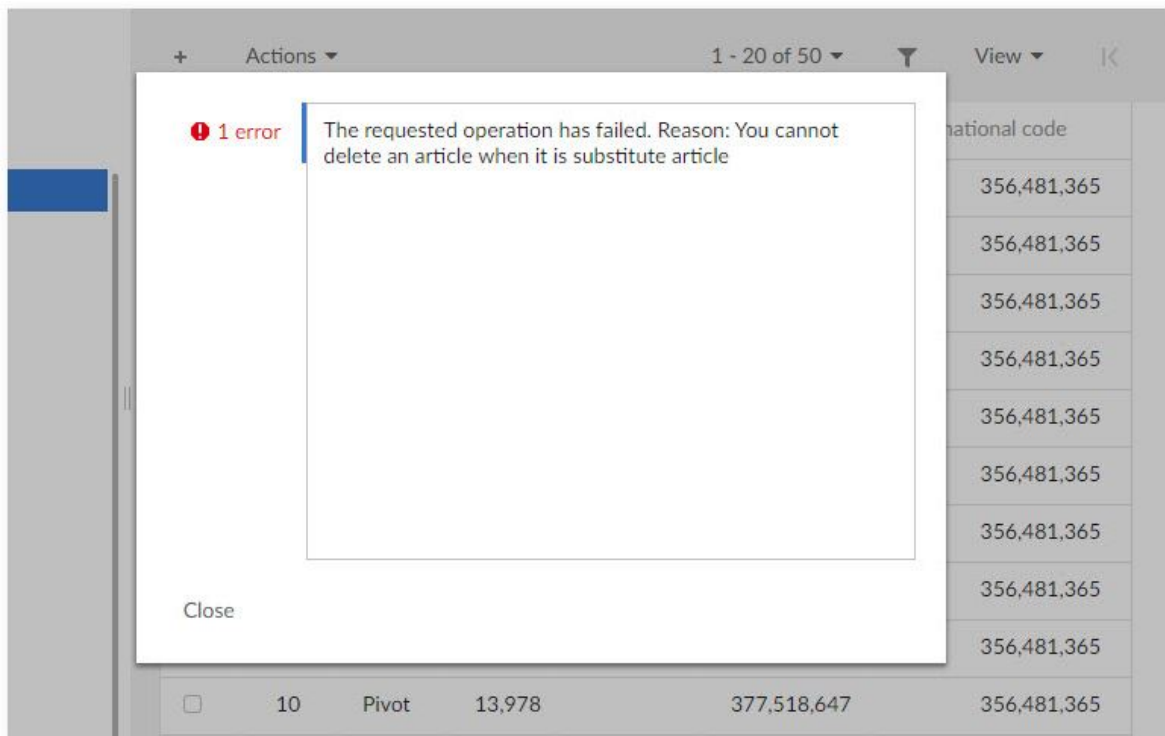 + Actions 1 - 20 of 50 View
1 error
The requested operation has failed. Reason: You cannot
delete an article when it is substitute article
national code
356,481,365
356,481,365
356,481,365
356,481,365
356,481,365
356,481,365
356,481,365
356,481,365
356,481,365
Close
10 Pivot 13,978 377,518,647 356,481,365